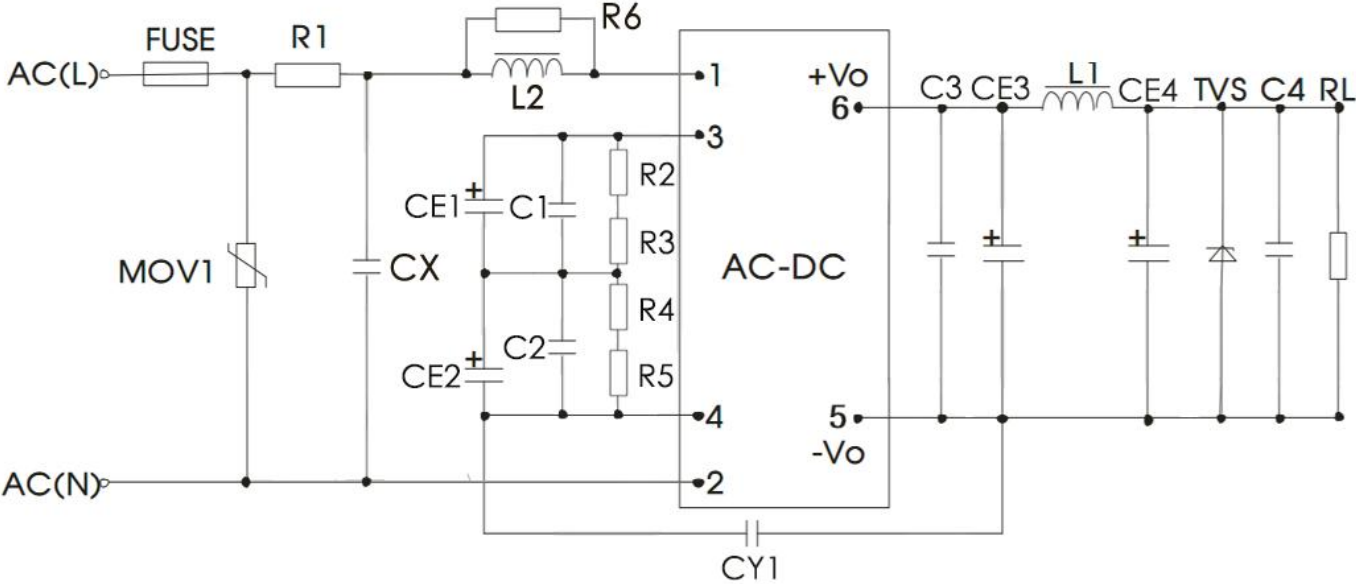 R6
FUSE
R1
AC(L)
L2
1
+Vo
6
C3
CE3
L1
CE4
TVS
C4
RL
3
R2
CE1
+
C1
R3
MOV1
CX
AC-DC
+
+
R4
C2
CE2
+
R5
4
5
-Vo
AC(N)
2
CY1